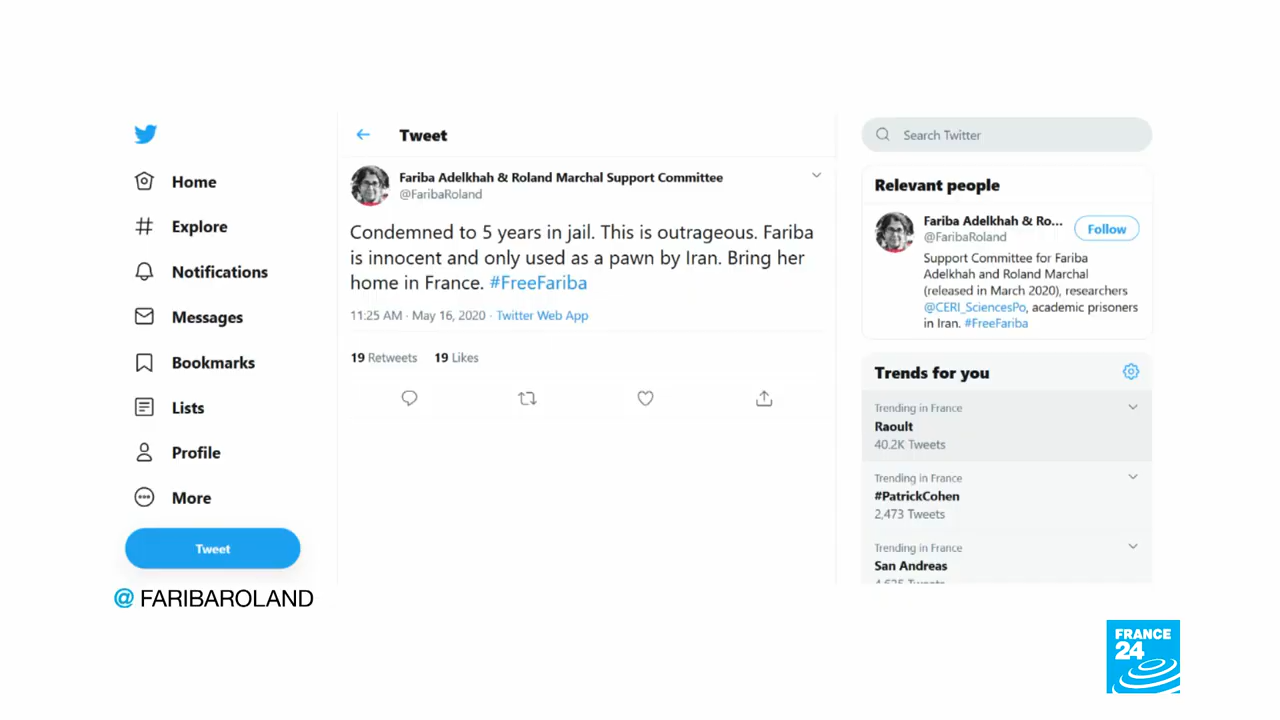 Home
Explore
Notifications
Messages
Bookmarks
Lists
Profile
More
Tweet
@ FARIBAROLAND
Tweet
Fariba Adelkhah & Roland Marchal Support Committee
@FaribaRoland
Condemned to 5 years in jail. This is outrageous. Fariba
is innocent and only used as a pawn by Iran. Bring her
home in France. #FreeFariba
11:25 AM · May 16, 2020 · Twitter Web App
19 Retweets 19 Likes
Search Twitter
Relevant people
Fariba Adelkhah & Ro...
@FaribaRoland
Follow
Support Committee for Fariba
Adelkhah and Roland Marchal
(released in March 2020), researchers
@CERI_SciencesPo, academic prisoners
in Iran. #FreeFariba
Trends for you
Trending in France
Raoult
40.2K Tweets
Trending in France
#PatrickCohen
2,473 Tweets
Trending in France
San Andreas
Tweets
FRANCE
24